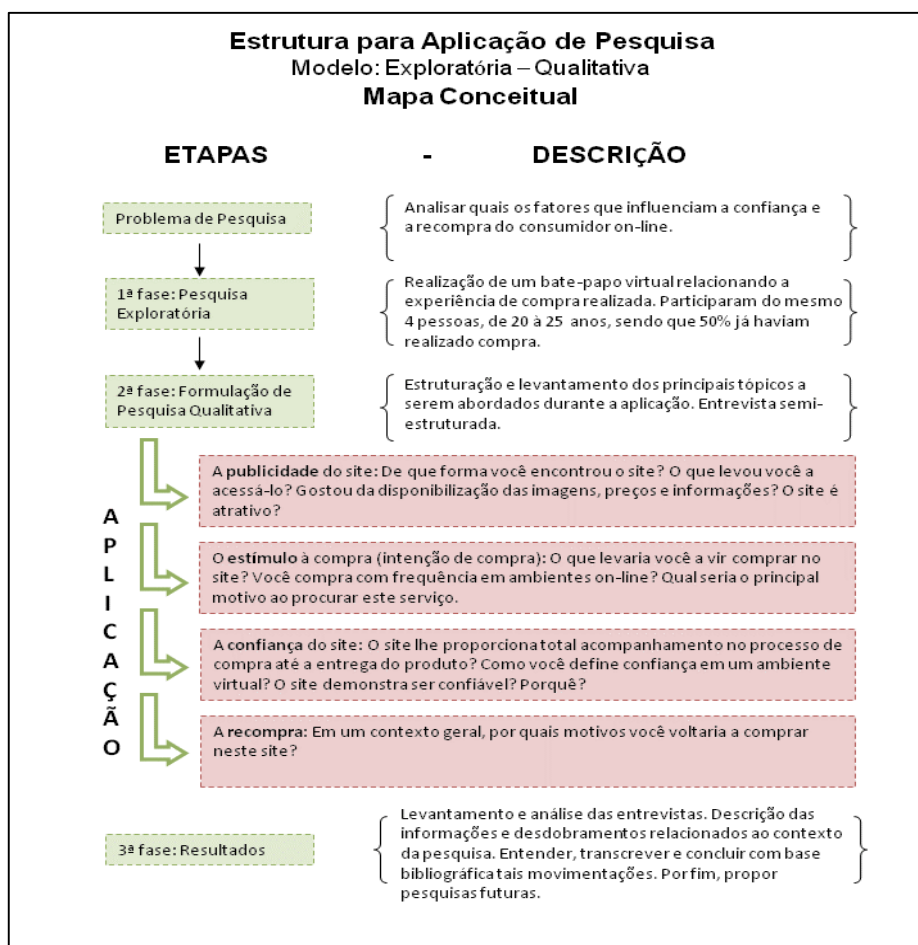 Estrutura para Aplicação de Pesquisa
Modelo: Exploratória – Qualitativa
Mapa Conceitual
ETAPAS - DESCRIÇÃO
Problema de Pesquisa
Analisar quais os fatores que influenciam a confiança e
a recompra do consumidor on-line.
1ª fase: Pesquisa
Exploratória
Realização de um bate-papo virtual relacionando a
experiência de compra realizada. Participaram do mesmo
4 pessoas, de 20 à 25 anos, sendo que 50% já haviam
realizado compra.
2ª fase: Formulação de
Pesquisa Qualitativa
Estruturação e levantamento dos principais tópicos a
serem abordados durante a aplicação. Entrevista semi-
estruturada.
APLICAÇÃO
A publicidade do site: De que forma você encontrou o site? O que levou você a
acessá-lo? Gostou da disponibilização das imagens, preços e informações? O site é
atrativo?
O estímulo à compra (intenção de compra): O que levaria você a vir comprar no
site? Você compra com frequência em ambientes on-line? Qual seria o principal
motivo ao procurar este serviço.
A confiança do site: O site lhe proporciona total acompanhamento no processo de
compra até a entrega do produto? Como você define confiança em um ambiente
virtual? O site demonstra ser confiável? Porquê?
A recompra: Em um contexto geral, por quais motivos você voltaria a comprar
neste site?
3ª fase: Resultados
Levantamento e análise das entrevistas. Descrição das
informações e desdobramentos relacionados ao contexto
da pesquisa. Entender, transcrever e concluir com base
bibliográfica tais movimentações. Por fim, propor
pesquisas futuras.